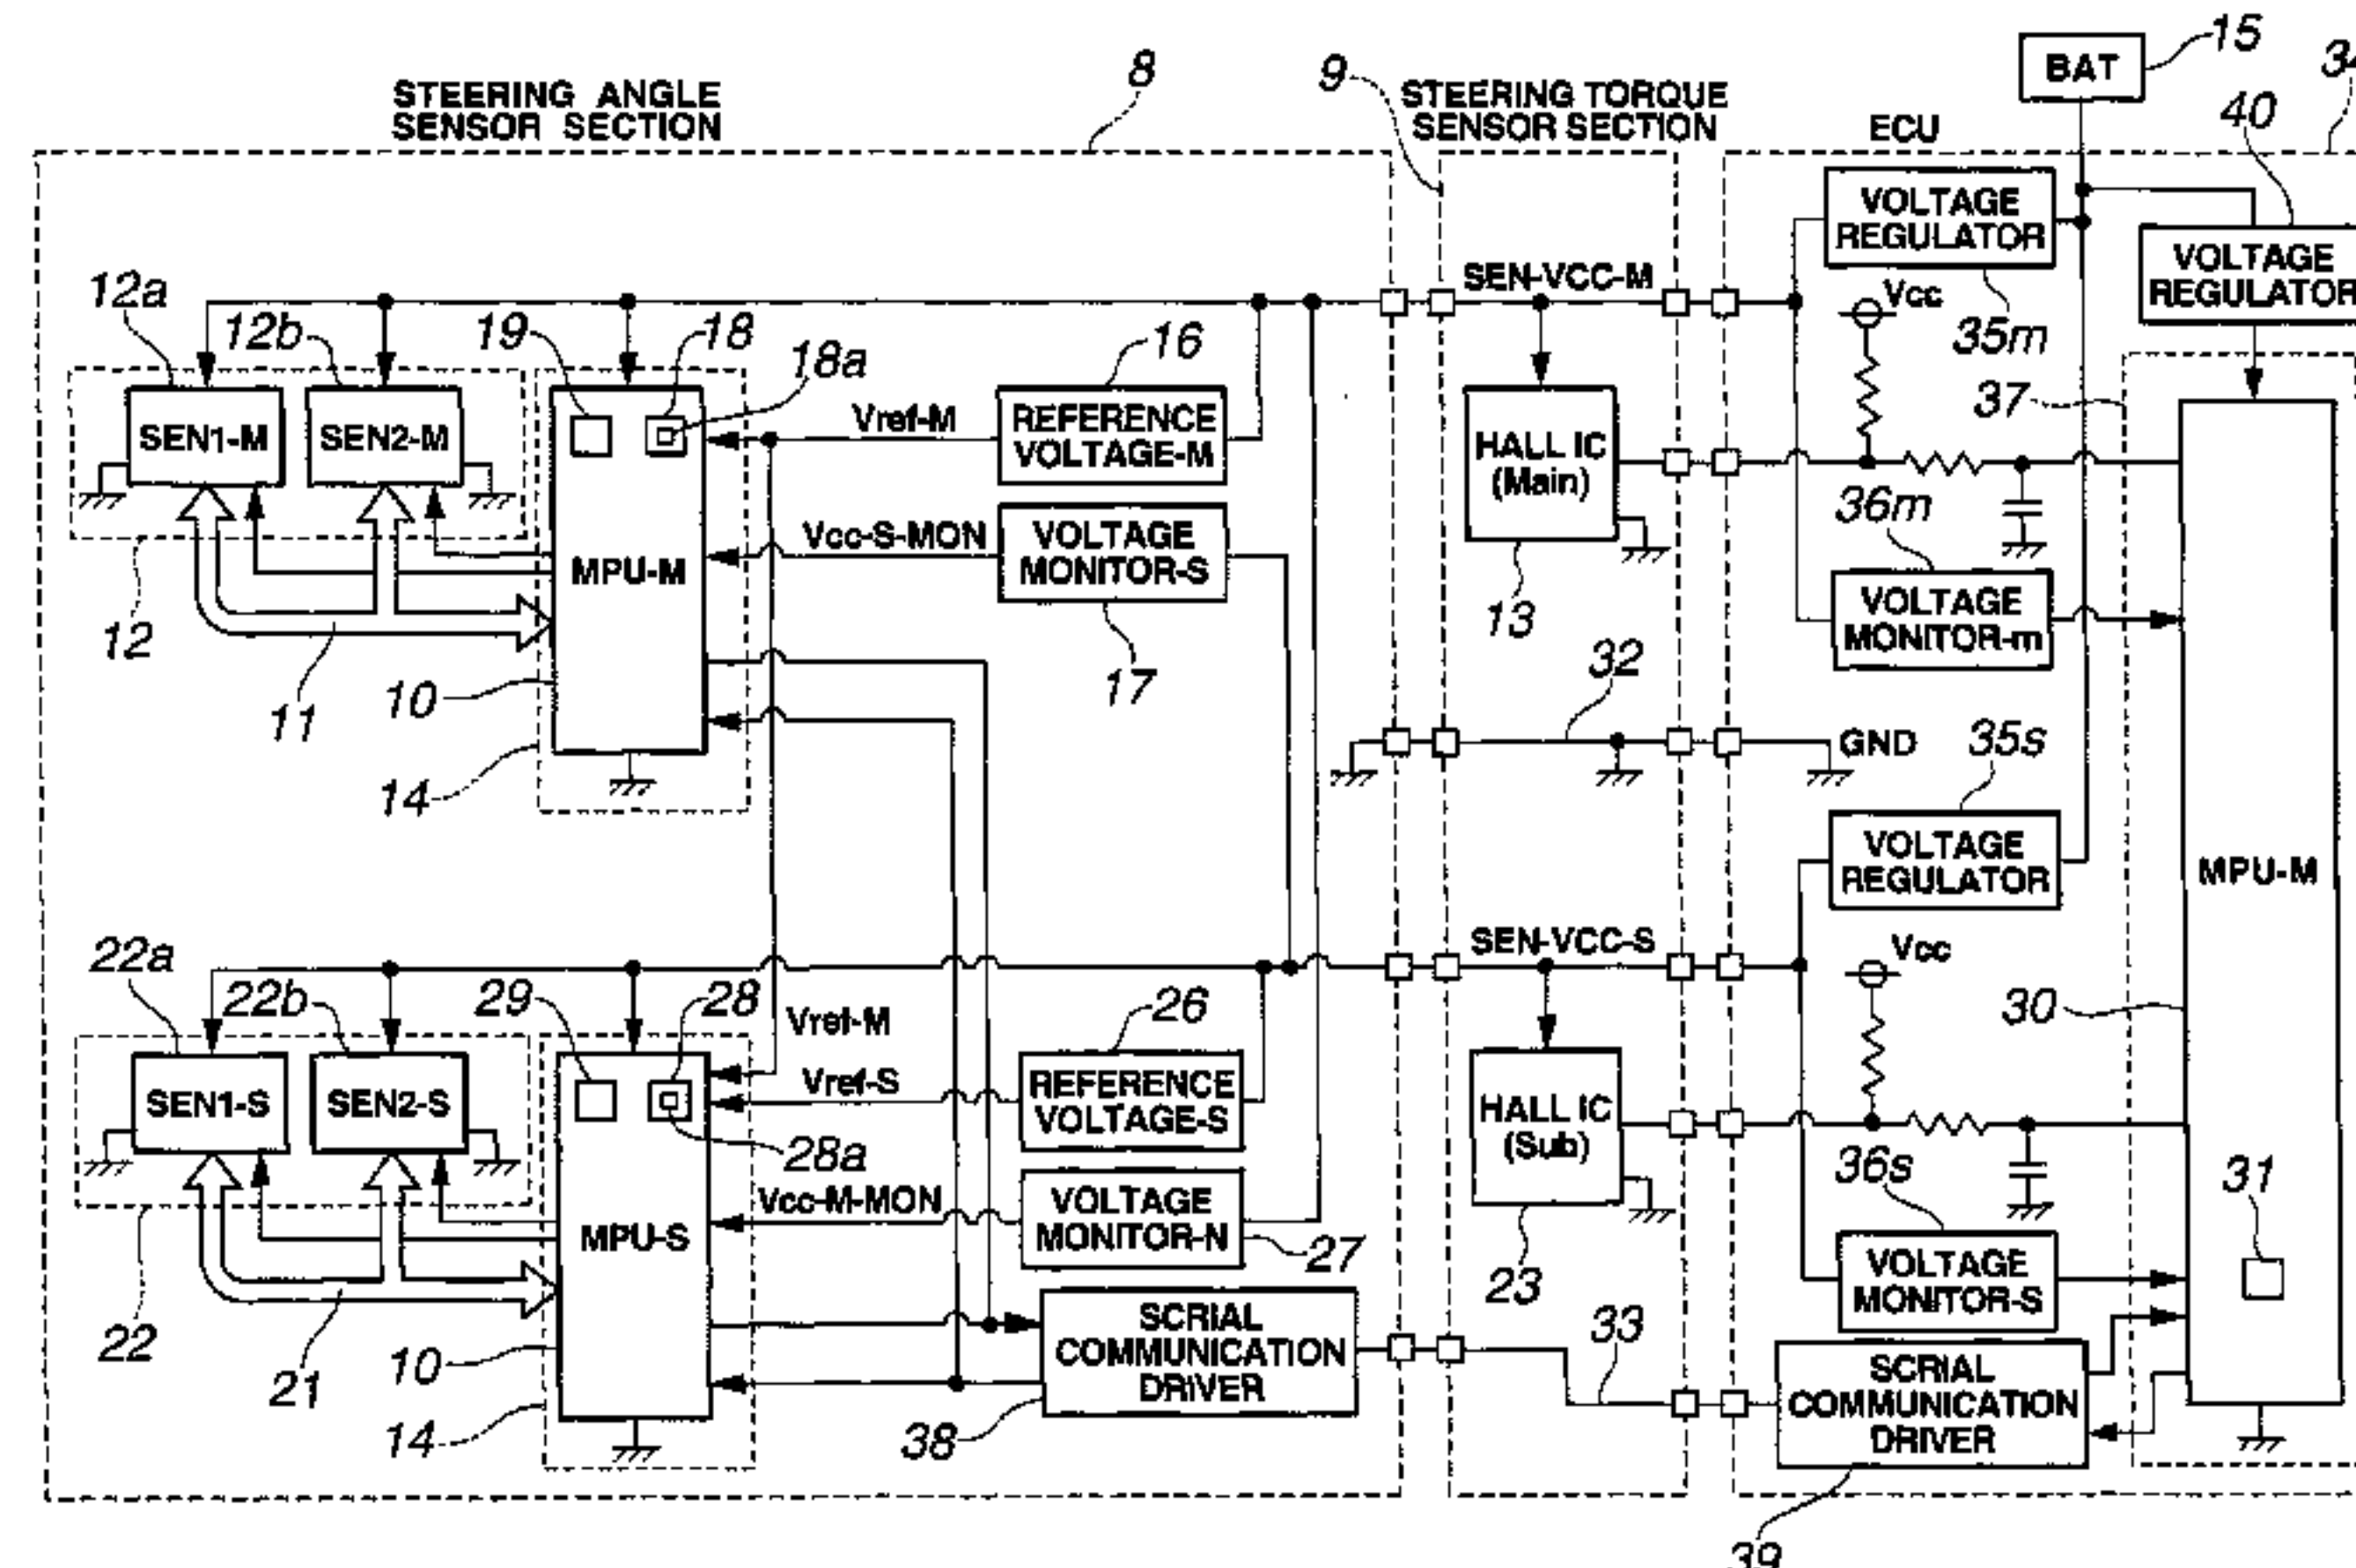 15
BAT
34
8
9
STEERING ANGLE
SENSOR SECTION
STEERING TORQUE
SENSOR SECTION
ECU
40
VOLTAGE
REGULATOR
VOLTAGE
REGULATOR
SEN-VCC-M
Vcc
35m
12a
12b
19
18
18a
16
37
SEN1-M
SEN2-M
Vref-M
REFERENCE
VOLTAGE-M
HALL IC
(Main)
36m
Vcc-S-MON
VOLTAGE
MONITOR-S
MPU-M
VOLTAGE
MONITOR-m
13
12
11
10
17
32
14
GND
35s
VOLTAGE
REGULATOR
MPU-M
22a
22b
29
28
SEN-VCC-S
Vcc
26
30
Vref-M
SEN1-S
SEN2-S
Vref-S
REFERENCE
VOLTAGE-S
HALL IC
(Sub)
28a
36s
31
Vcc-M-MON
VOLTAGE
MONITOR-N
MPU-S
27
23
VOLTAGE
MONITOR-S
22
21
10
14
SCRIAL
COMMUNICATION
DRIVER
33
38
SCRIAL
COMMUNICATION
DRIVER
39